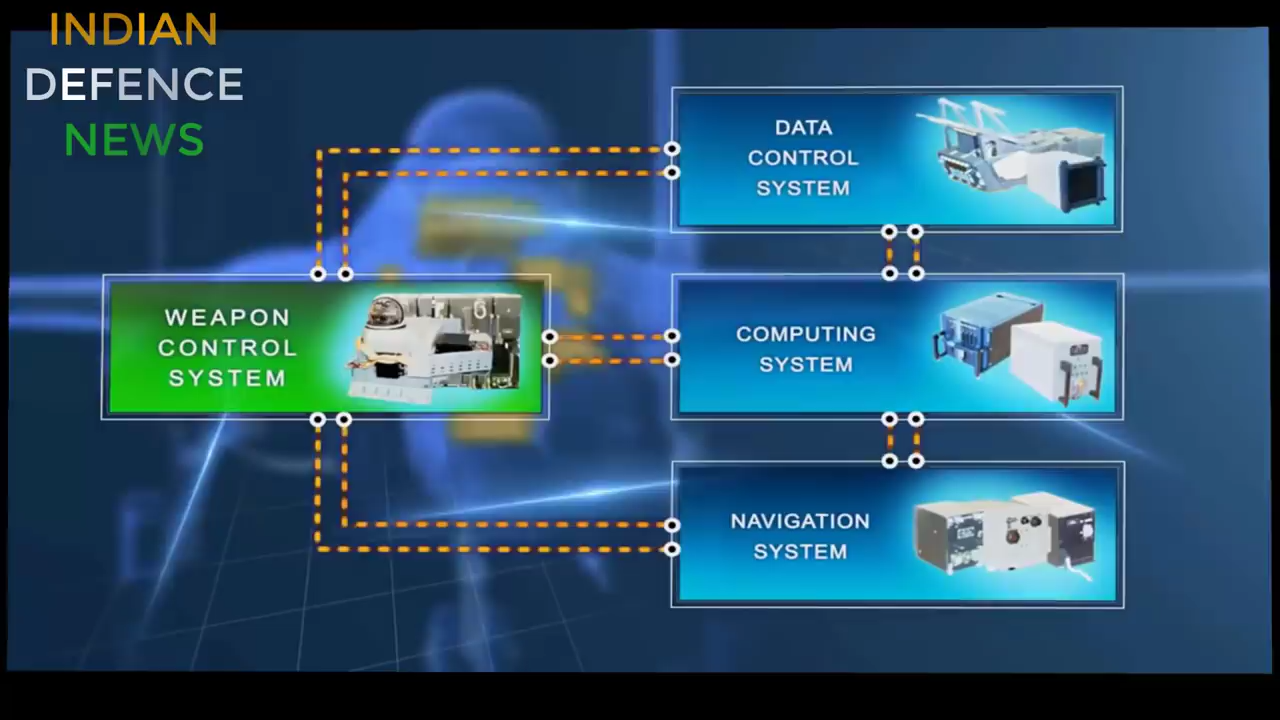 INDIAN
DEFENCE
NEWS
DATA
CONTROL
SYSTEM
WEAPON
CONTROL
SYSTEM
COMPUTING
SYSTEM
NAVIGATION
SYSTEM